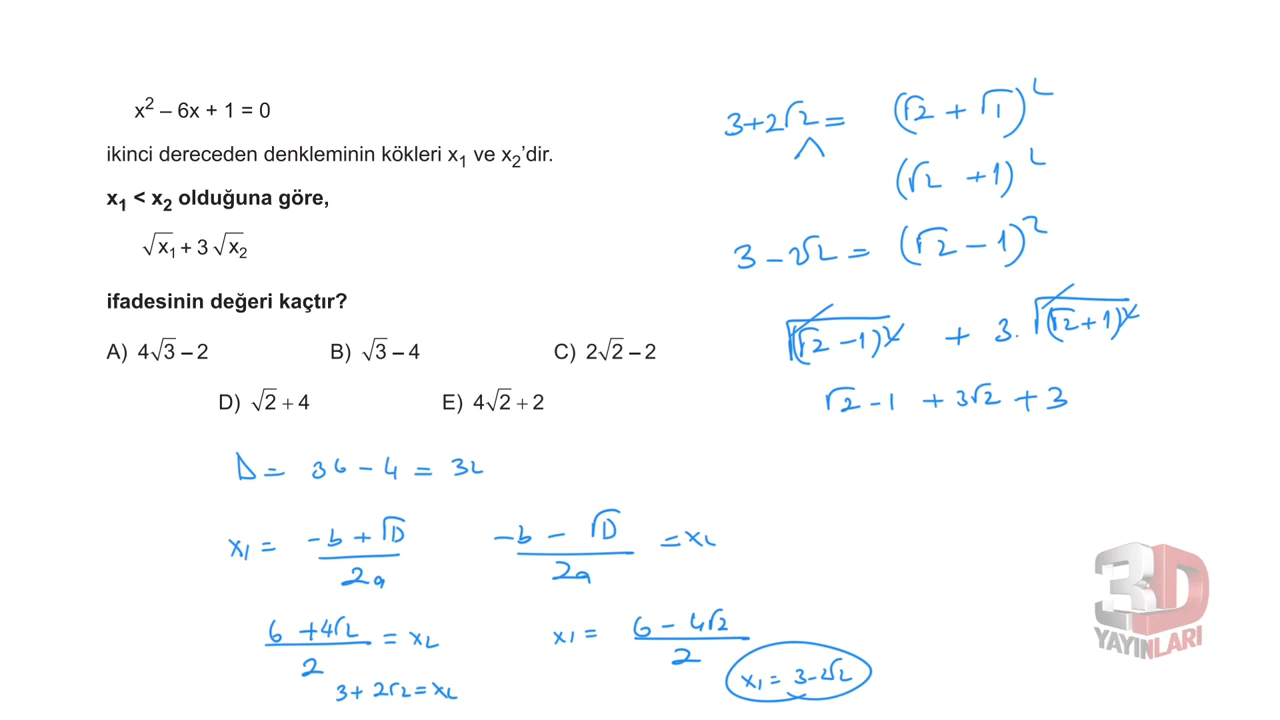 x² – 6x + 1 = 0
ikinci dereceden denkleminin kökleri x₁ ve x₂'dir.
x₁ < x₂ olduğuna göre,
√x₁ + 3 √x₂
ifadesinin değeri kaçtır?
A) 4√3 – 2 B) √3 – 4 C) 2√2 – 2
D) √2 + 4 E) 4√2 + 2
Δ = 36 – 4 = 32
x₁ = (–b + √Δ)/(2a) (–b – √Δ)/(2a) = x₂
(6 + 4√2)/2 = x₂ x₁ = (6 – 4√2)/2
3 + 2√2 = x₂ x₁ = 3 – 2√2
3 + 2√2 = (√2 + √1)²
(√2 + 1)²
3 – 2√2 = (√2 – 1)²
√(√2 – 1)² + 3 . √(√2 + 1)²
√2 – 1 + 3√2 + 3
3D
YAYINLARI